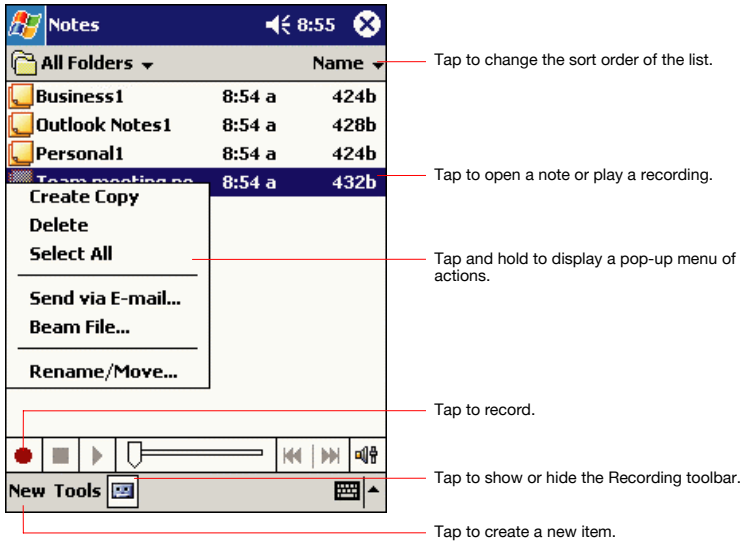 Notes 8:55
All Folders Name
Tap to change the sort order of the list.
Business1 8:54 a 424b
Outlook Notes1 8:54 a 428b
Personal1 8:54 a 424b
Team meeting no 8:54 a 432b
Tap to open a note or play a recording.
Create Copy
Delete
Select All
Tap and hold to display a pop-up menu of
actions.
Send via E-mail...
Beam File...
Rename/Move...
Tap to record.
Tap to show or hide the Recording toolbar.
New Tools
Tap to create a new item.